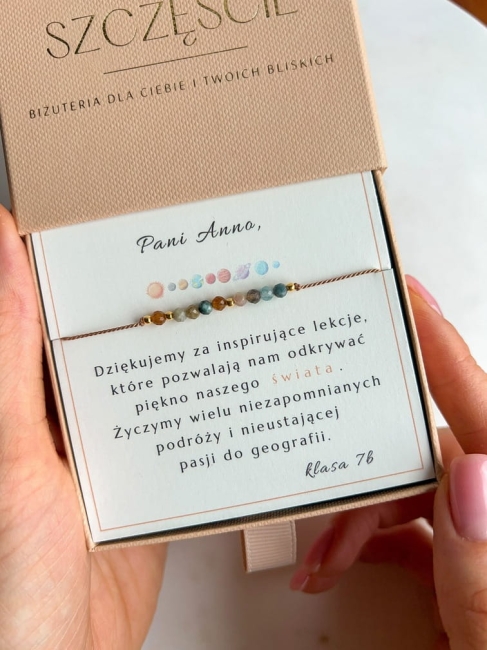 SZCZĘŚCIE
BIŻUTERIA DLA CIEBIE I TWOICH BLISKICH
Pani Anno,
Dziękujemy za inspirujące lekcje,
które pozwalają nam odkrywać
piękno naszego świata.
Życzymy wielu niezapomnianych
podróży i nieustającej
pasji do geografii.
klasa 7b